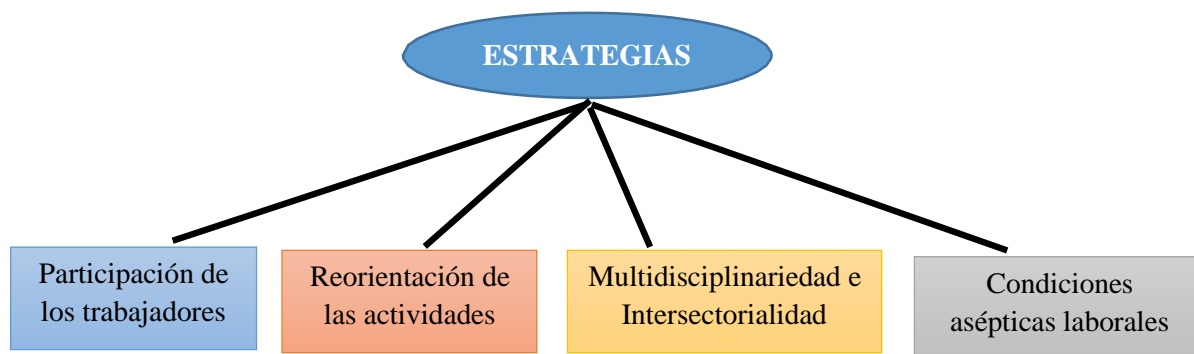 ESTRATEGIAS
Participación de
los trabajadores
Reorientación de
las actividades
Multidisciplinariedad e
Intersectorialidad
Condiciones
asépticas laborales